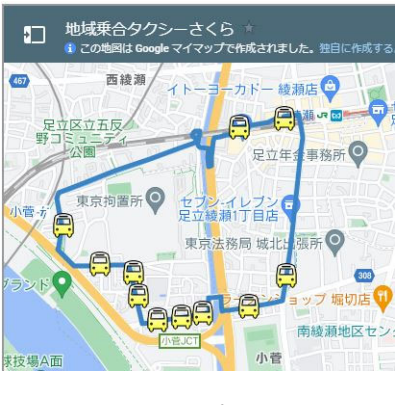 地域乗合タクシーさくら
この地図は Google マイマップで作成されました。独自に作成する。
467
西綾瀬
イトーヨーカドー 綾瀬店
足立区立五反
野コミュニティ
公園
綾瀬
JR
足立年金事務所
東京拘置所
セブン-イレブン
足立綾瀬1丁目店
小菅
東京法務局 城北出張所
308
ショップ 堀切店
小菅JCT
南綾瀬地区セン
小菅
球技場A面